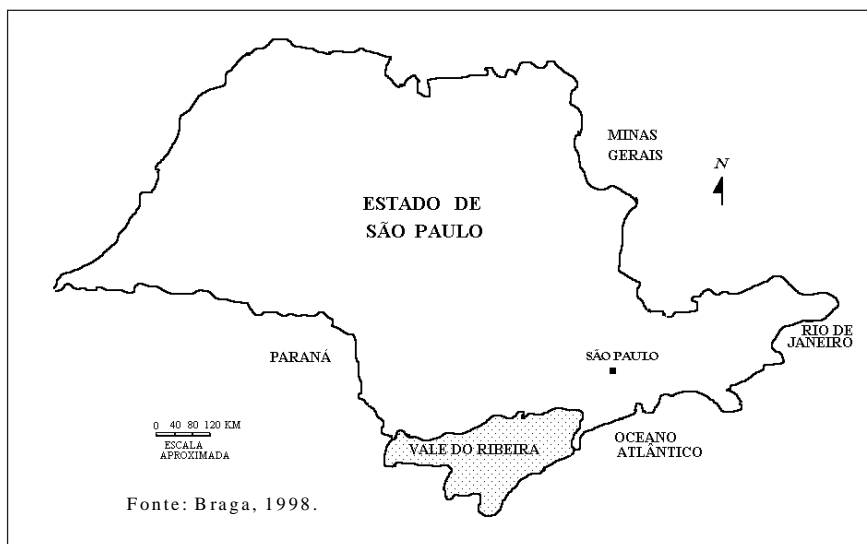 MINAS
GERAIS
N
ESTADO DE
SÃO PAULO
RIO DE
JANEIRO
SÃO PAULO
PARANÁ
0 40 80 120 KM
ESCALA
APROXIMADA
VALE DO RIBEIRA
OCEANO
ATLÂNTICO
Fonte: Braga, 1998.